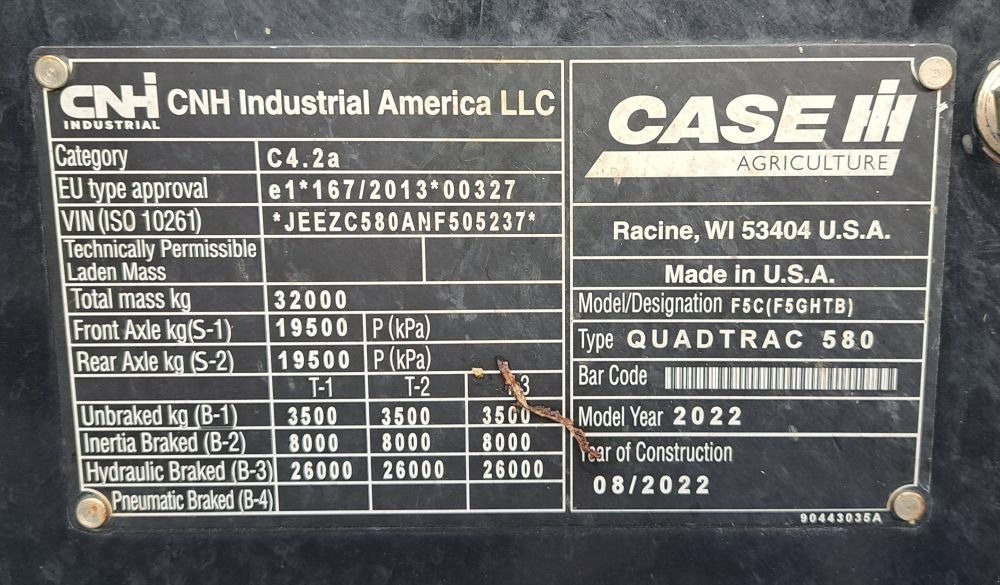 CNH
INDUSTRIAL
CNH Industrial America LLC
Category C4.2a
EU type approval e1*167/2013*00327
VIN (ISO 10261) *JEEZC580ANF505237*
Technically Permissible
Laden Mass
Total mass kg 32000
Front Axle kg(S-1) 19500 P (kPa)
Rear Axle kg (S-2) 19500 P (kPa)
T-1 T-2
Unbraked kg (B-1) 3500 3500 3500
Inertia Braked (B-2) 8000 8000 8000
Hydraulic Braked (B-3) 26000 26000 26000
Pneumatic Braked (B-4)
CASE IH
AGRICULTURE
Racine, WI 53404 U.S.A.
Made in U.S.A.
Model/Designation F5C(F5GHTB)
Type QUADTRAC 580
Bar Code
Model Year 2022
Year of Construction
08/2022
90443035A